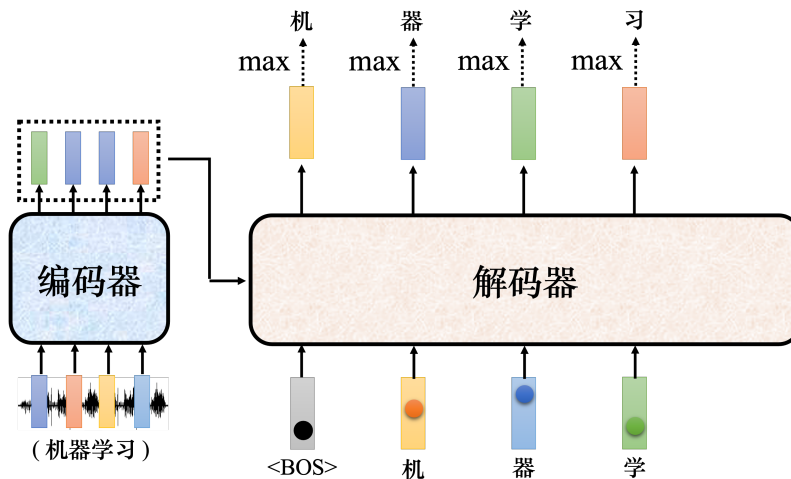 机 器 学 习
max max max max
编码器
解码器
(机器学习)
<BOS> 机 器 学